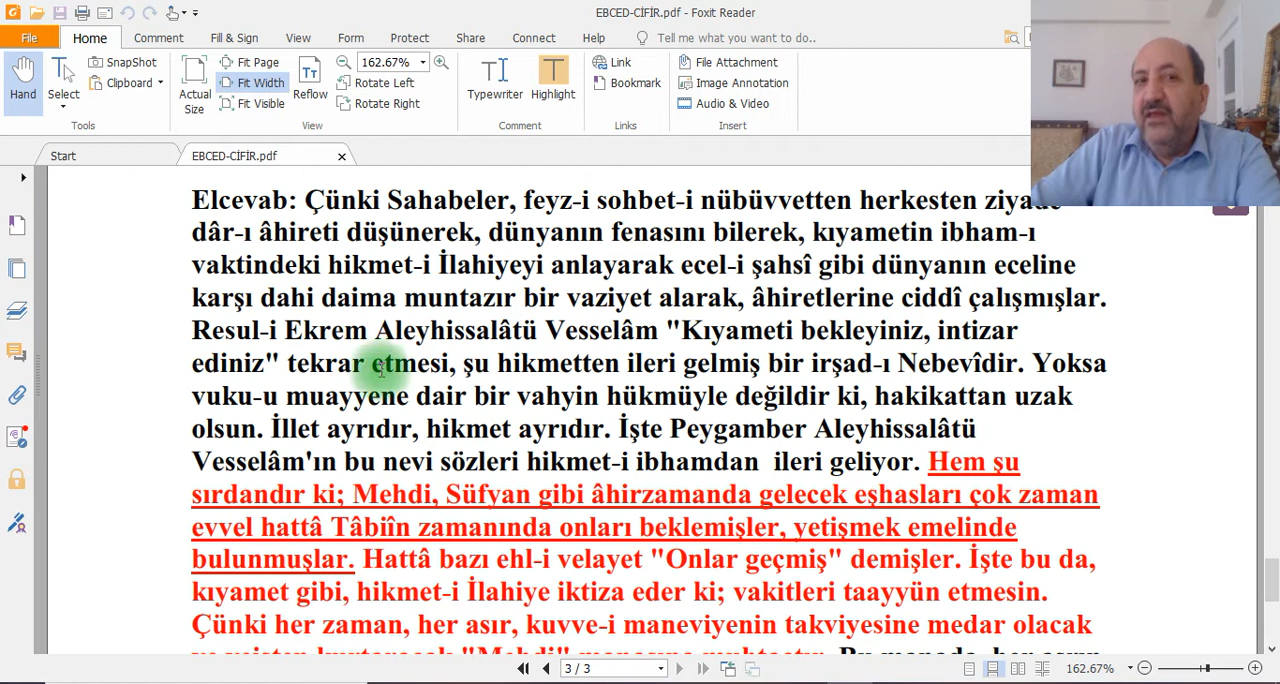 EBCED-CİFİR.pdf - Foxit Reader
File Home Comment Fill & Sign View Form Protect Share Connect Help Tell me what you want to do..
Hand
Select
SnapShot
Clipboard
Tools
Actual Size
Fit Page
Fit Width
Fit Visible
Reflow
162.67%
Rotate Left
Rotate Right
View
Typewriter
Highlight
Comment
Link
Bookmark
Links
File Attachment
Image Annotation
Audio & Video
Insert
Start
EBCED-CİFİR.pdf
Elcevab: Çünki Sahabeler, feyz-i sohbet-i nübüvvetten herkesten ziyade
dâr-ı âhireti düşünerek, dünyanın fenasını bilerek, kıyametin ibham-ı
vaktindeki hikmet-i İlahiyeyi anlayarak ecel-i şahsî gibi dünyanın eceline
karşı dahi daima muntazır bir vaziyet alarak, âhiretlerine ciddî çalışmışlar.
Resul-i Ekrem Aleyhissalâtü Vesselâm "Kıyameti bekleyiniz, intizar
ediniz" tekrar etmesi, şu hikmetten ileri gelmiş bir irşad-ı Nebevîdir. Yoksa
vuku-u muayyene dair bir vahyin hükmüyle değildir ki, hakikattan uzak
olsun. İllet ayrıdır, hikmet ayrıdır. İşte Peygamber Aleyhissalâtü
Vesselâm'ın bu nevi sözleri hikmet-i ibhamdan ileri geliyor. Hem şu
sırdandır ki; Mehdi, Süfyan gibi âhirzamanda gelecek eşhasları çok zaman
evvel hattâ Tâbiîn zamanında onları beklemişler, yetişmek emelinde
bulunmuşlar. Hattâ bazı ehl-i velayet "Onlar geçmiş" demişler. İşte bu da,
kıyamet gibi, hikmet-i İlahiye iktiza eder ki; vakitleri taayyün etmesin.
Çünki her zaman, her asır, kuvve-i maneviyenin takviyesine medar olacak
3 / 3
162.67%